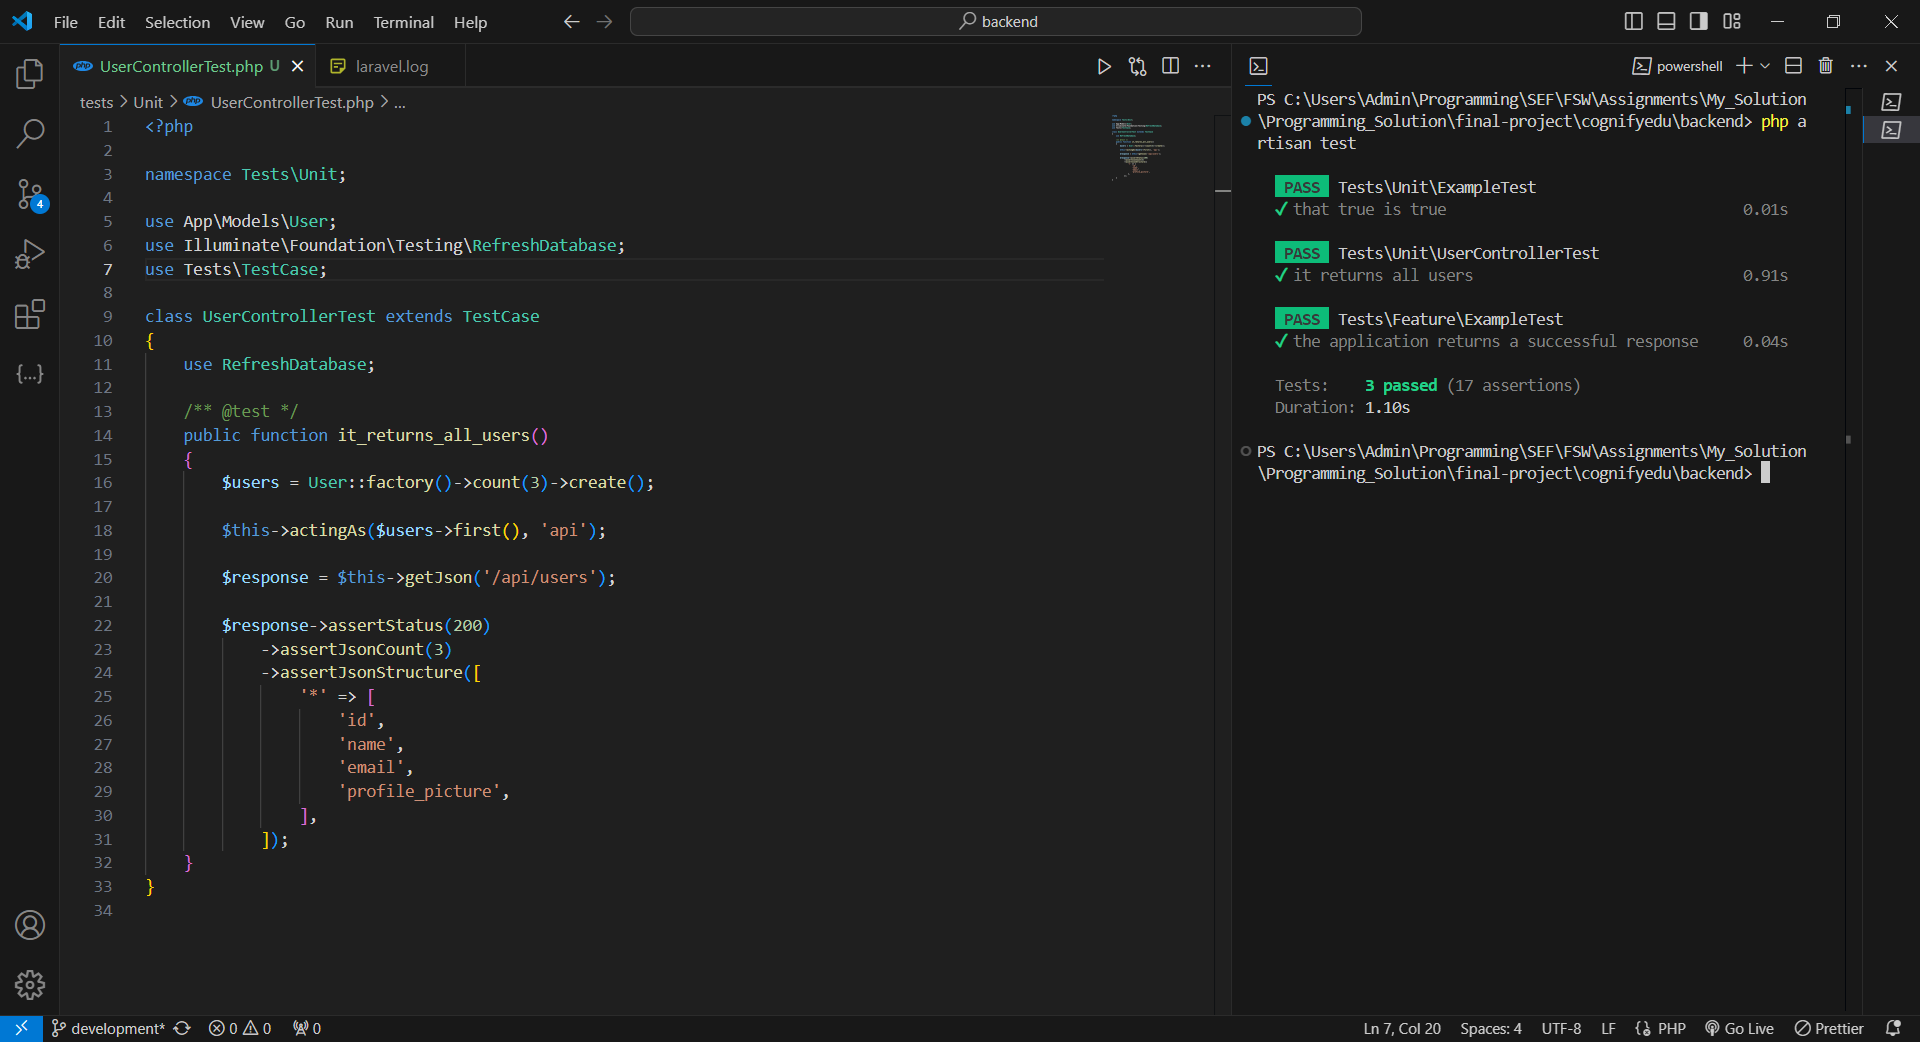 File Edit Selection View Go Run Terminal Help
backend
UserControllerTest.php U
laravel.log
powershell
tests > Unit > UserControllerTest.php > ...
1 <?php
2
3 namespace Tests\Unit;
4
5 use App\Models\User;
6 use Illuminate\Foundation\Testing\RefreshDatabase;
7 use Tests\TestCase;
8
9 class UserControllerTest extends TestCase
10 {
11 use RefreshDatabase;
12
13 /** @test */
14 public function it_returns_all_users()
15 {
16 $users = User::factory()->count(3)->create();
17
18 $this->actingAs($users->first(), 'api');
19
20 $response = $this->getJson('/api/users');
21
22 $response->assertStatus(200)
23 ->assertJsonCount(3)
24 ->assertJsonStructure([
25 '*' => [
26 'id',
27 'name',
28 'email',
29 'profile_picture',
30 ],
31 ]);
32 }
33 }
34
PS C:\Users\Admin\Programming\SEF\FSW\Assignments\My_Solution
\Programming_Solution\final-project\cognifyedu\backend> php a
rtisan test
PASS Tests\Unit\ExampleTest
✓ that true is true 0.01s
PASS Tests\Unit\UserControllerTest
✓ it returns all users 0.91s
PASS Tests\Feature\ExampleTest
✓ the application returns a successful response 0.04s
Tests: 3 passed (17 assertions)
Duration: 1.10s
PS C:\Users\Admin\Programming\SEF\FSW\Assignments\My_Solution
\Programming_Solution\final-project\cognifyedu\backend>
4
development* 0 0 0
Ln 7, Col 20 Spaces: 4 UTF-8 LF PHP Go Live Prettier